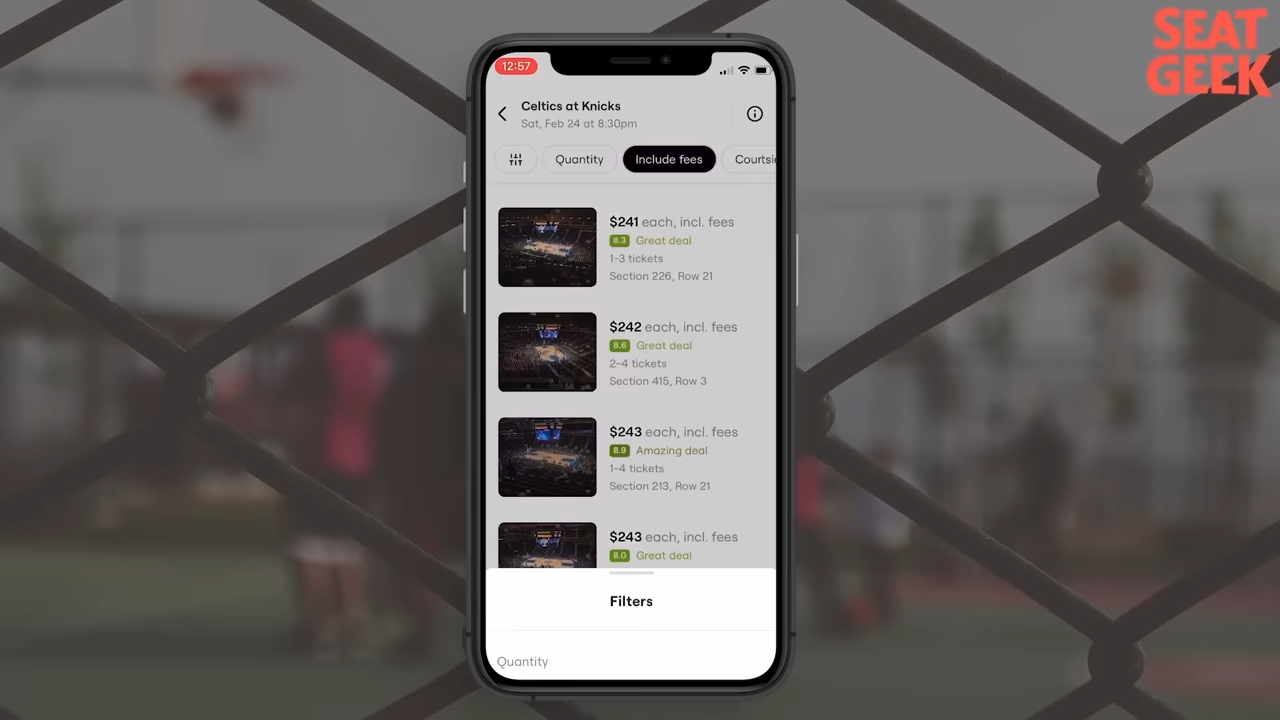 SEAT
GEEK
12:57
Celtics at Knicks
Sat, Feb 24 at 8:30pm
Quantity
Include fees
Courtsi
$241 each, incl. fees
8.3 Great deal
1-3 tickets
Section 226, Row 21
$242 each, incl. fees
8.6 Great deal
2-4 tickets
Section 415, Row 3
$243 each, incl. fees
8.9 Amazing deal
1-4 tickets
Section 213, Row 21
$243 each, incl. fees
8.0 Great deal
Filters
Quantity